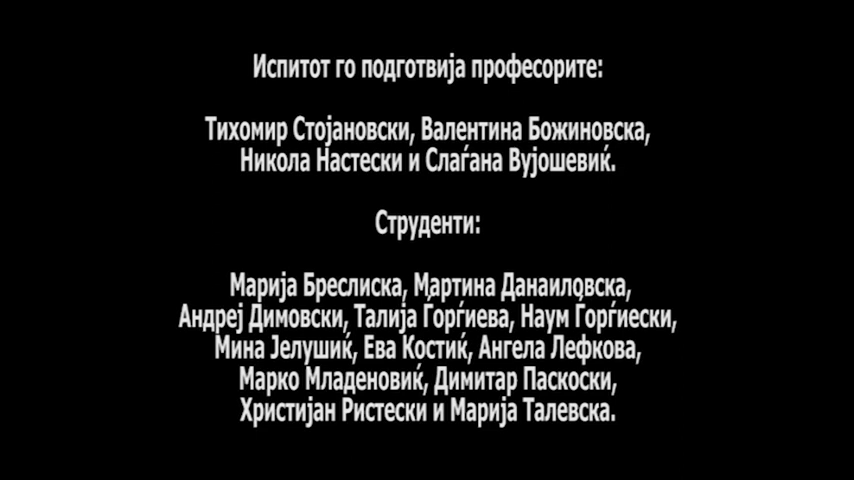 Испитот го подготвија професорите:
Тихомир Стојановски, Валентина Божиновска,
Никола Настески и Слаѓана Вујошевиќ.
Струденти:
Марија Бреслиска, Мартина Данаиловска,
Андреј Димовски, Талија Ѓорѓиева, Наум Ѓорѓиески,
Мина Јелушиќ, Ева Костиќ, Ангела Лефкова,
Марко Младеновиќ, Димитар Паскоски,
Христијан Ристески и Марија Талевска.